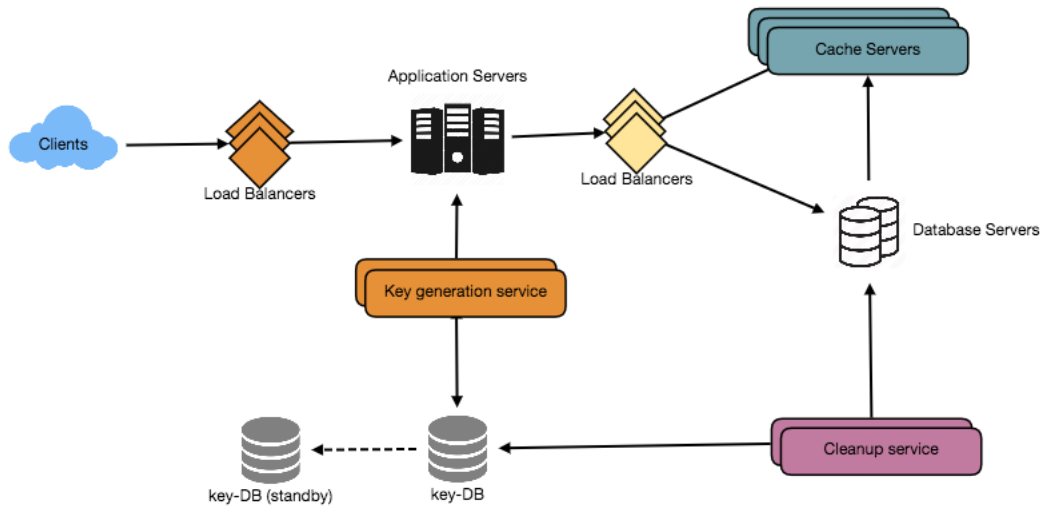 Cache Servers
Application Servers
Clients
Load Balancers
Load Balancers
Database Servers
Key generation service
Cleanup service
key-DB (standby)
key-DB